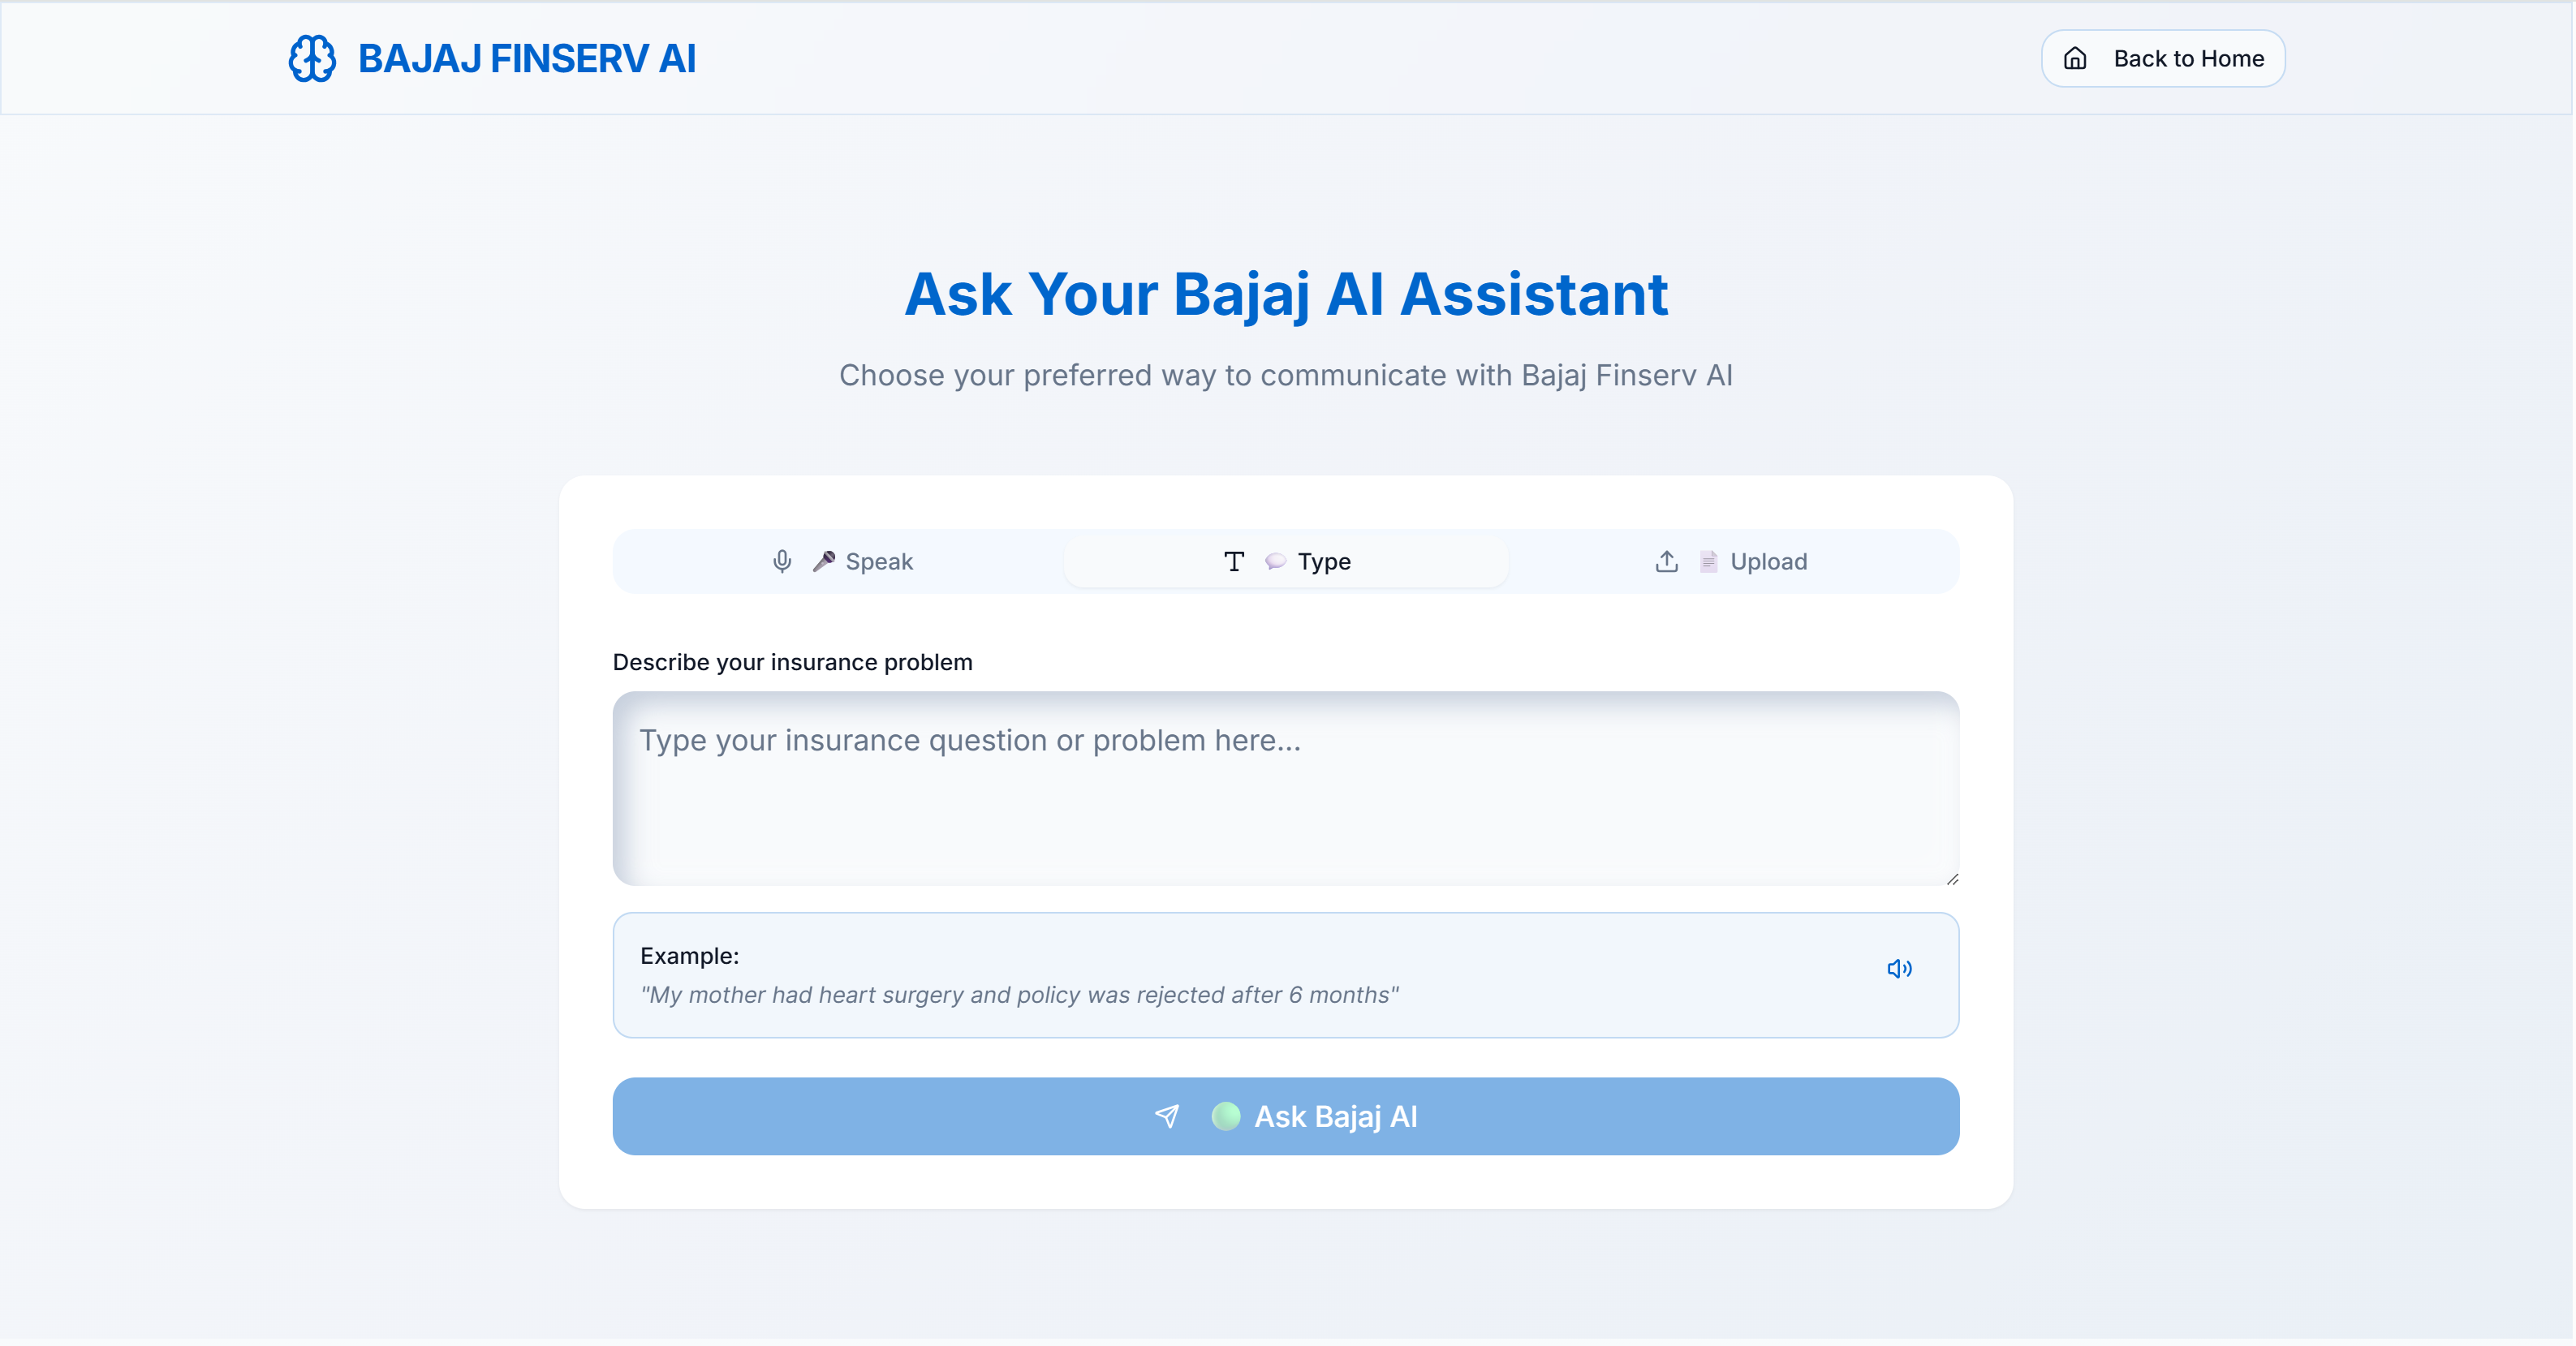 BAJAJ FINSERV AI
Back to Home
Ask Your Bajaj AI Assistant
Choose your preferred way to communicate with Bajaj Finserv AI
🎤 Speak
💬 Type
📄 Upload
Describe your insurance problem
Type your insurance question or problem here...
Example:
"My mother had heart surgery and policy was rejected after 6 months"
🟢 Ask Bajaj AI